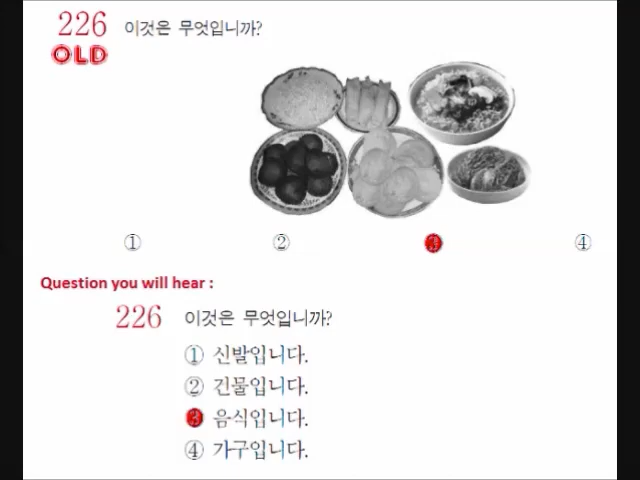 226 이것은 무엇입니까?
OLD
① ② ③ ④
Question you will hear :
226 이것은 무엇입니까?
① 신발입니다.
② 건물입니다.
③ 음식입니다.
④ 가구입니다.